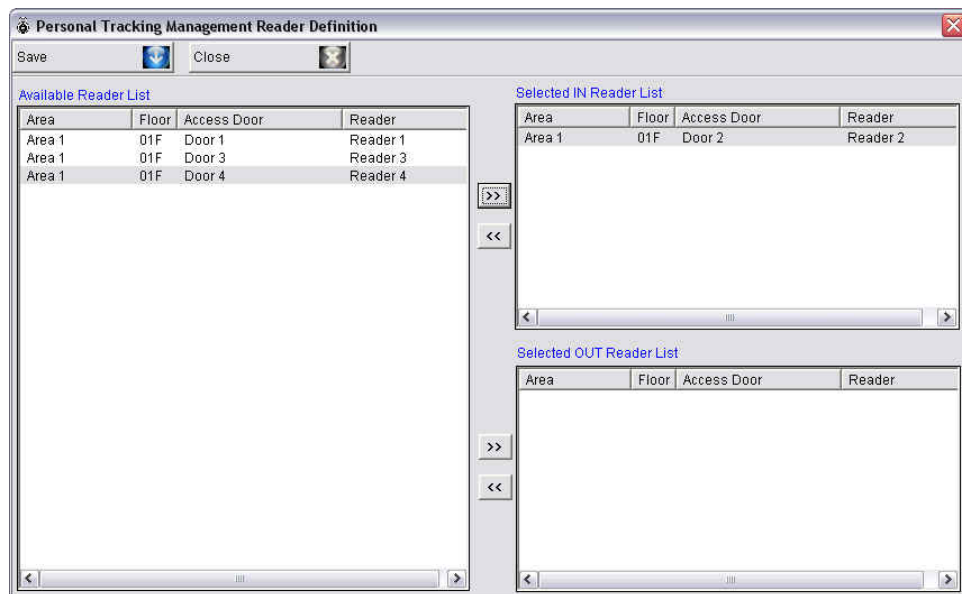 Personal Tracking Management Reader Definition
Save Close
Available Reader List
Area Floor Access Door Reader
Area 1 01F Door 1 Reader 1
Area 1 01F Door 3 Reader 3
Area 1 01F Door 4 Reader 4
>>
<<
>>
<<
Selected IN Reader List
Area Floor Access Door Reader
Area 1 01F Door 2 Reader 2
Selected OUT Reader List
Area Floor Access Door Reader